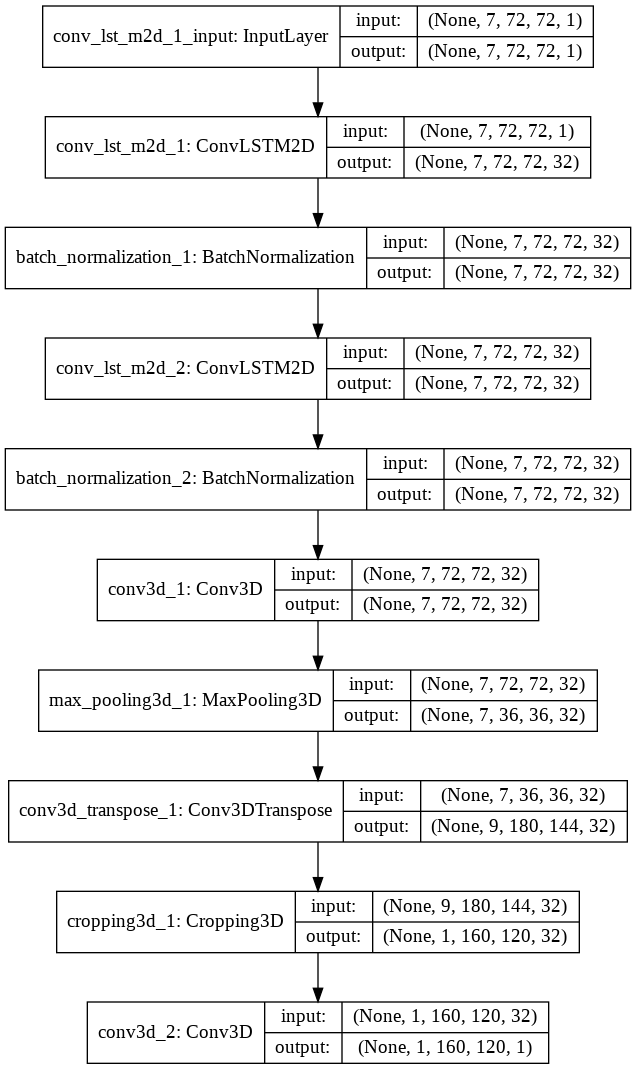 conv_lst_m2d_1_input: InputLayer
input: (None, 7, 72, 72, 1)
output: (None, 7, 72, 72, 1)
conv_lst_m2d_1: ConvLSTM2D
input: (None, 7, 72, 72, 1)
output: (None, 7, 72, 72, 32)
batch_normalization_1: BatchNormalization
input: (None, 7, 72, 72, 32)
output: (None, 7, 72, 72, 32)
conv_lst_m2d_2: ConvLSTM2D
input: (None, 7, 72, 72, 32)
output: (None, 7, 72, 72, 32)
batch_normalization_2: BatchNormalization
input: (None, 7, 72, 72, 32)
output: (None, 7, 72, 72, 32)
conv3d_1: Conv3D
input: (None, 7, 72, 72, 32)
output: (None, 7, 72, 72, 32)
max_pooling3d_1: MaxPooling3D
input: (None, 7, 72, 72, 32)
output: (None, 7, 36, 36, 32)
conv3d_transpose_1: Conv3DTranspose
input: (None, 7, 36, 36, 32)
output: (None, 9, 180, 144, 32)
cropping3d_1: Cropping3D
input: (None, 9, 180, 144, 32)
output: (None, 1, 160, 120, 32)
conv3d_2: Conv3D
input: (None, 1, 160, 120, 32)
output: (None, 1, 160, 120, 1)